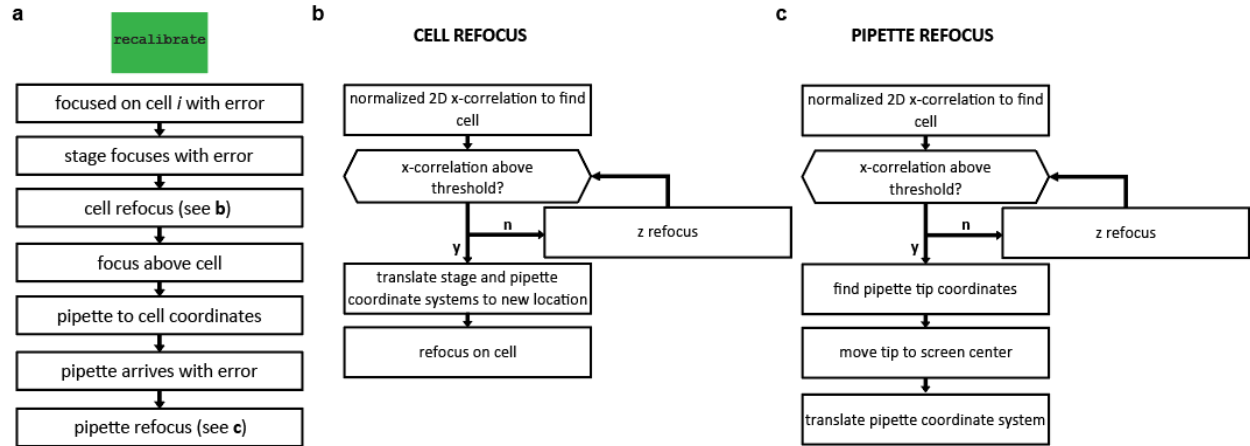 a
recalibrate
focused on cell i with error
stage focuses with error
cell refocus (see b)
focus above cell
pipette to cell coordinates
pipette arrives with error
pipette refocus (see c)
b
CELL REFOCUS
normalized 2D x-correlation to find
cell
x-correlation above
threshold?
n
z refocus
y
translate stage and pipette
coordinate systems to new location
refocus on cell
c
PIPETTE REFOCUS
normalized 2D x-correlation to find
cell
x-correlation above
threshold?
n
z refocus
y
find pipette tip coordinates
move tip to screen center
translate pipette coordinate system